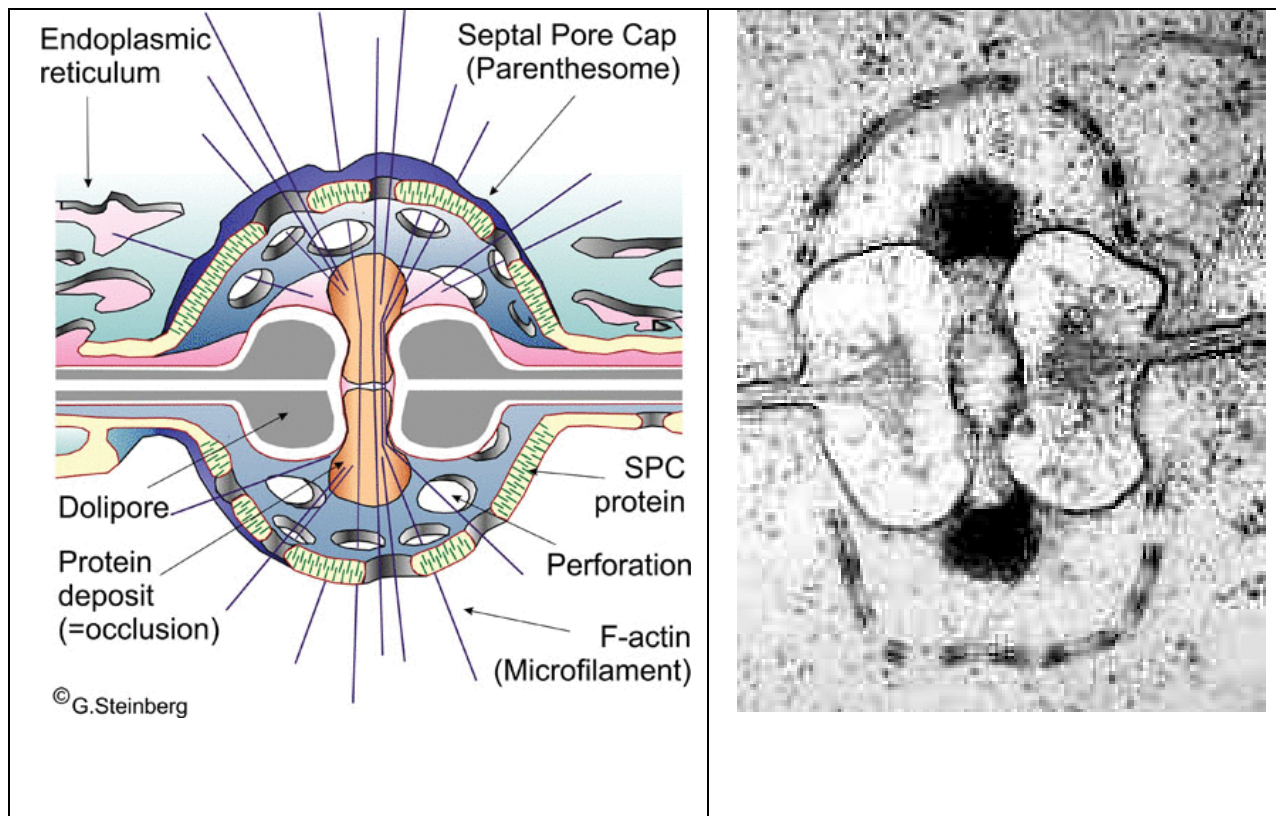 Endoplasmic
reticulum
Septal Pore Cap
(Parenthesome)
Dolipore
Protein
deposit
(=occlusion)
SPC
protein
Perforation
F-actin
(Microfilament)
©G.Steinberg